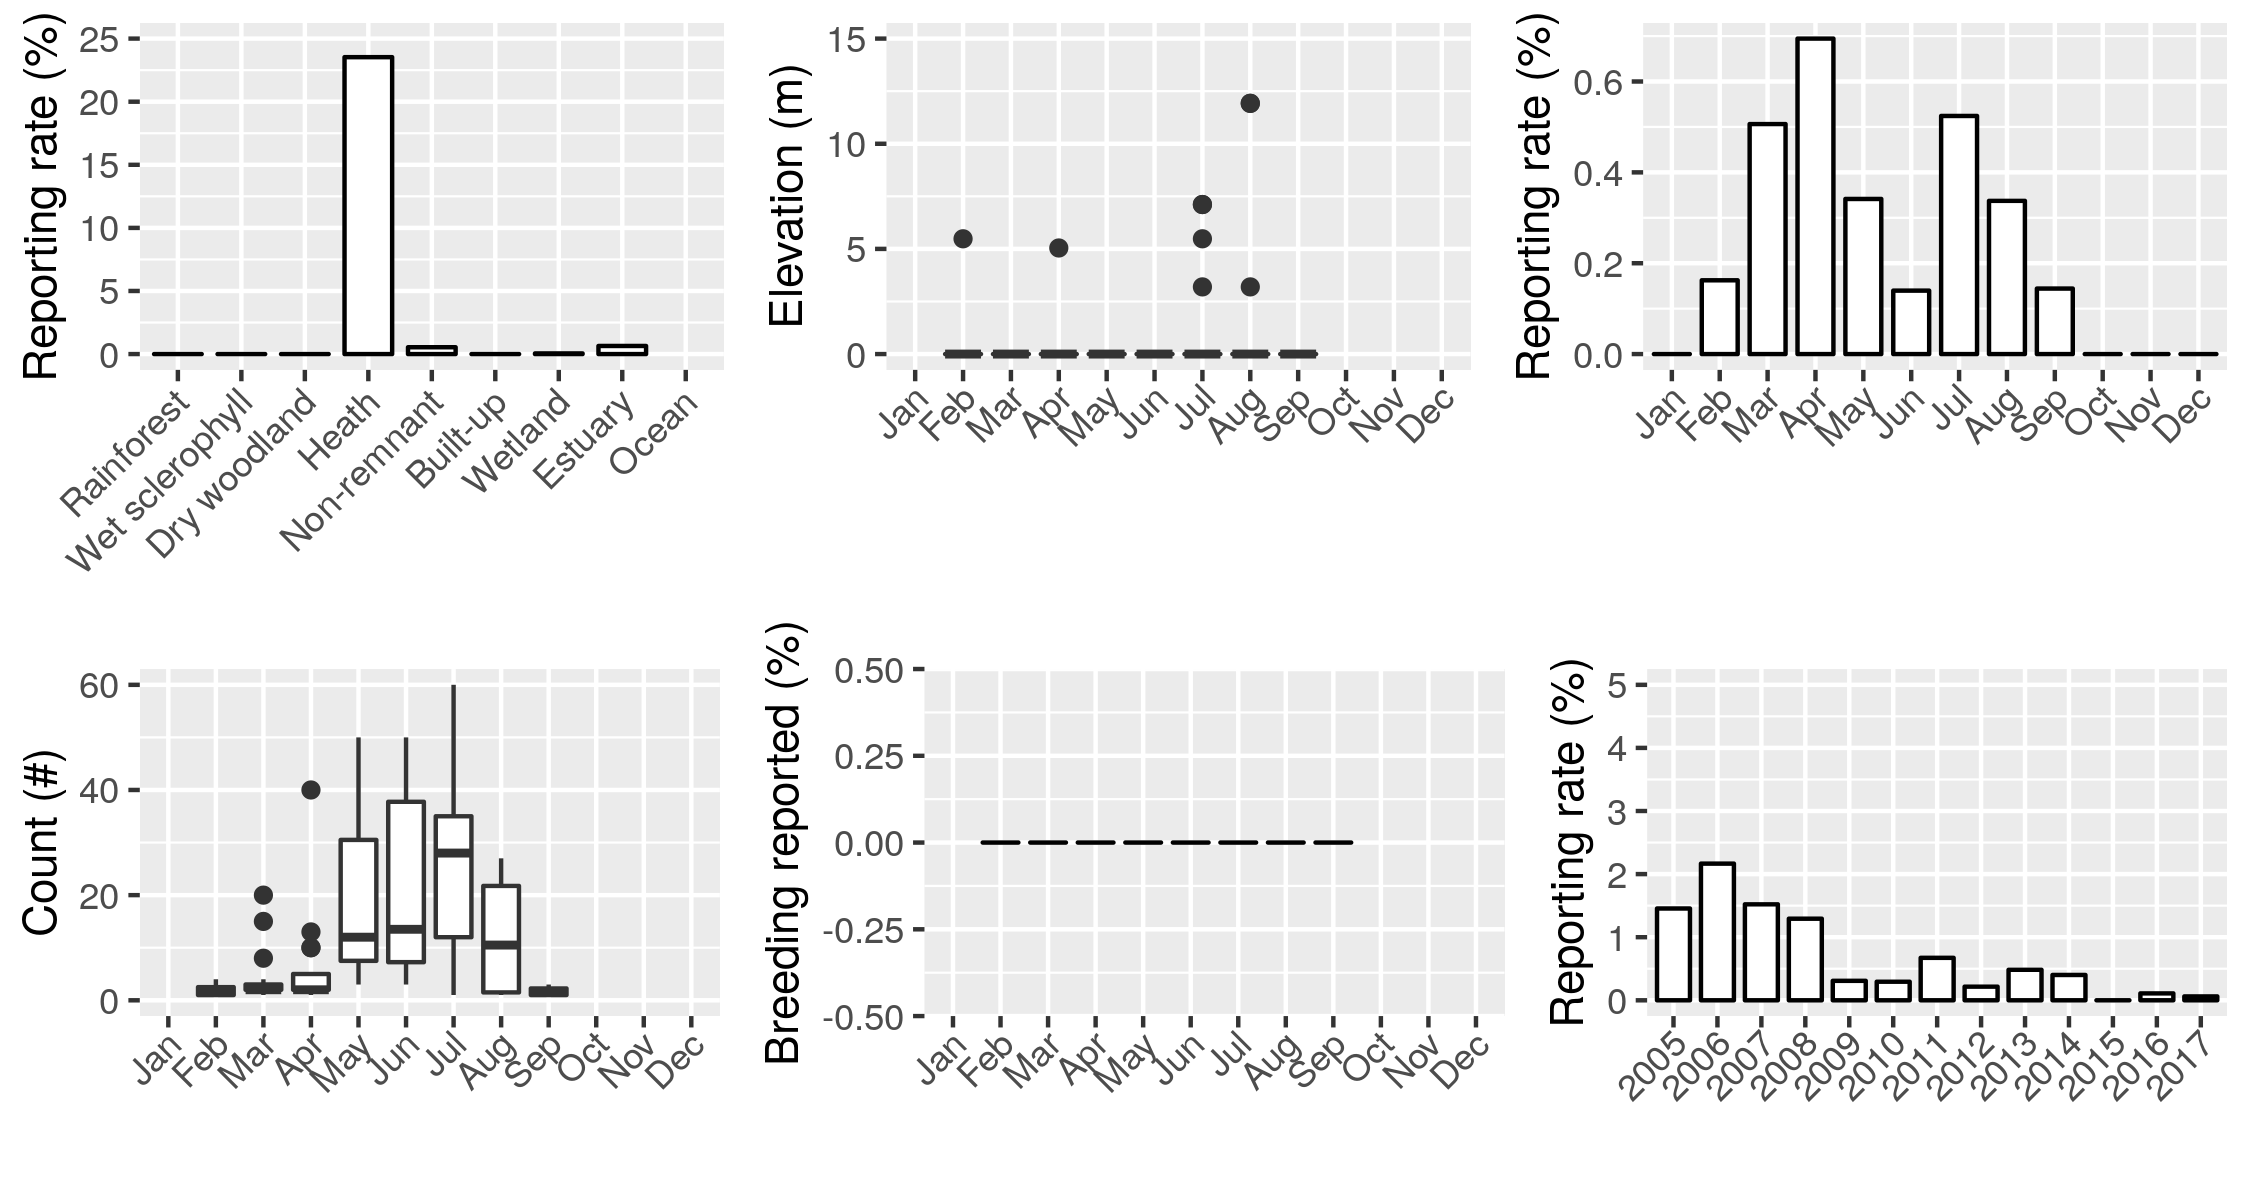 Reporting rate (%)
25
20
15
10
5
0
Rainforest
Wet sclerophyll
Dry woodland
Heath
Non-remnant
Built-up
Wetland
Estuary
Ocean
Elevation (m)
15
10
5
0
Jan
Feb
Mar
Apr
May
Jun
Jul
Aug
Sep
Oct
Nov
Dec
Reporting rate (%)
0.6
0.4
0.2
0.0
Jan
Feb
Mar
Apr
May
Jun
Jul
Aug
Sep
Oct
Nov
Dec
Count (#)
60
40
20
0
Jan
Feb
Mar
Apr
May
Jun
Jul
Aug
Sep
Oct
Nov
Dec
Breeding reported (%)
0.50
0.25
0.00
-0.25
-0.50
Jan
Feb
Mar
Apr
May
Jun
Jul
Aug
Sep
Oct
Nov
Dec
Reporting rate (%)
5
4
3
2
1
0
2005
2006
2007
2008
2009
2010
2011
2012
2013
2014
2015
2016
2017